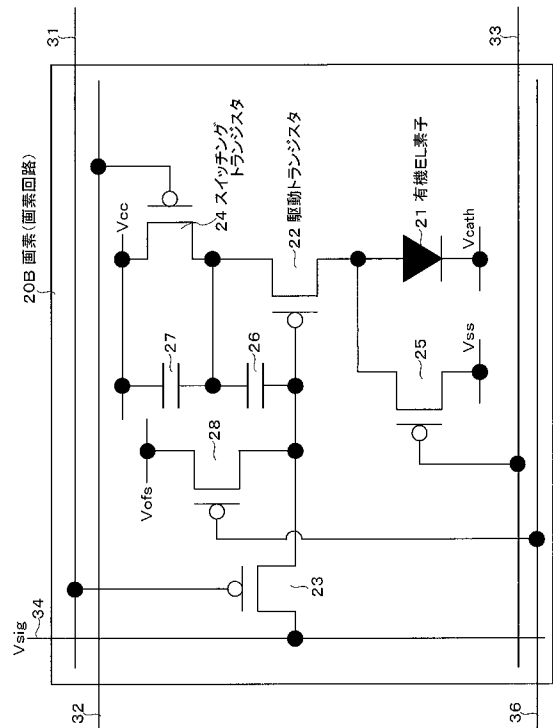 20B 画素(画素回路)
31
32
33
34
36
Vsig
Vofs
Vcc
27
26
28
23
24 スイッチング
トランジスタ
22 駆動トランジスタ
21 有機EL素子
25
Vcath
Vss